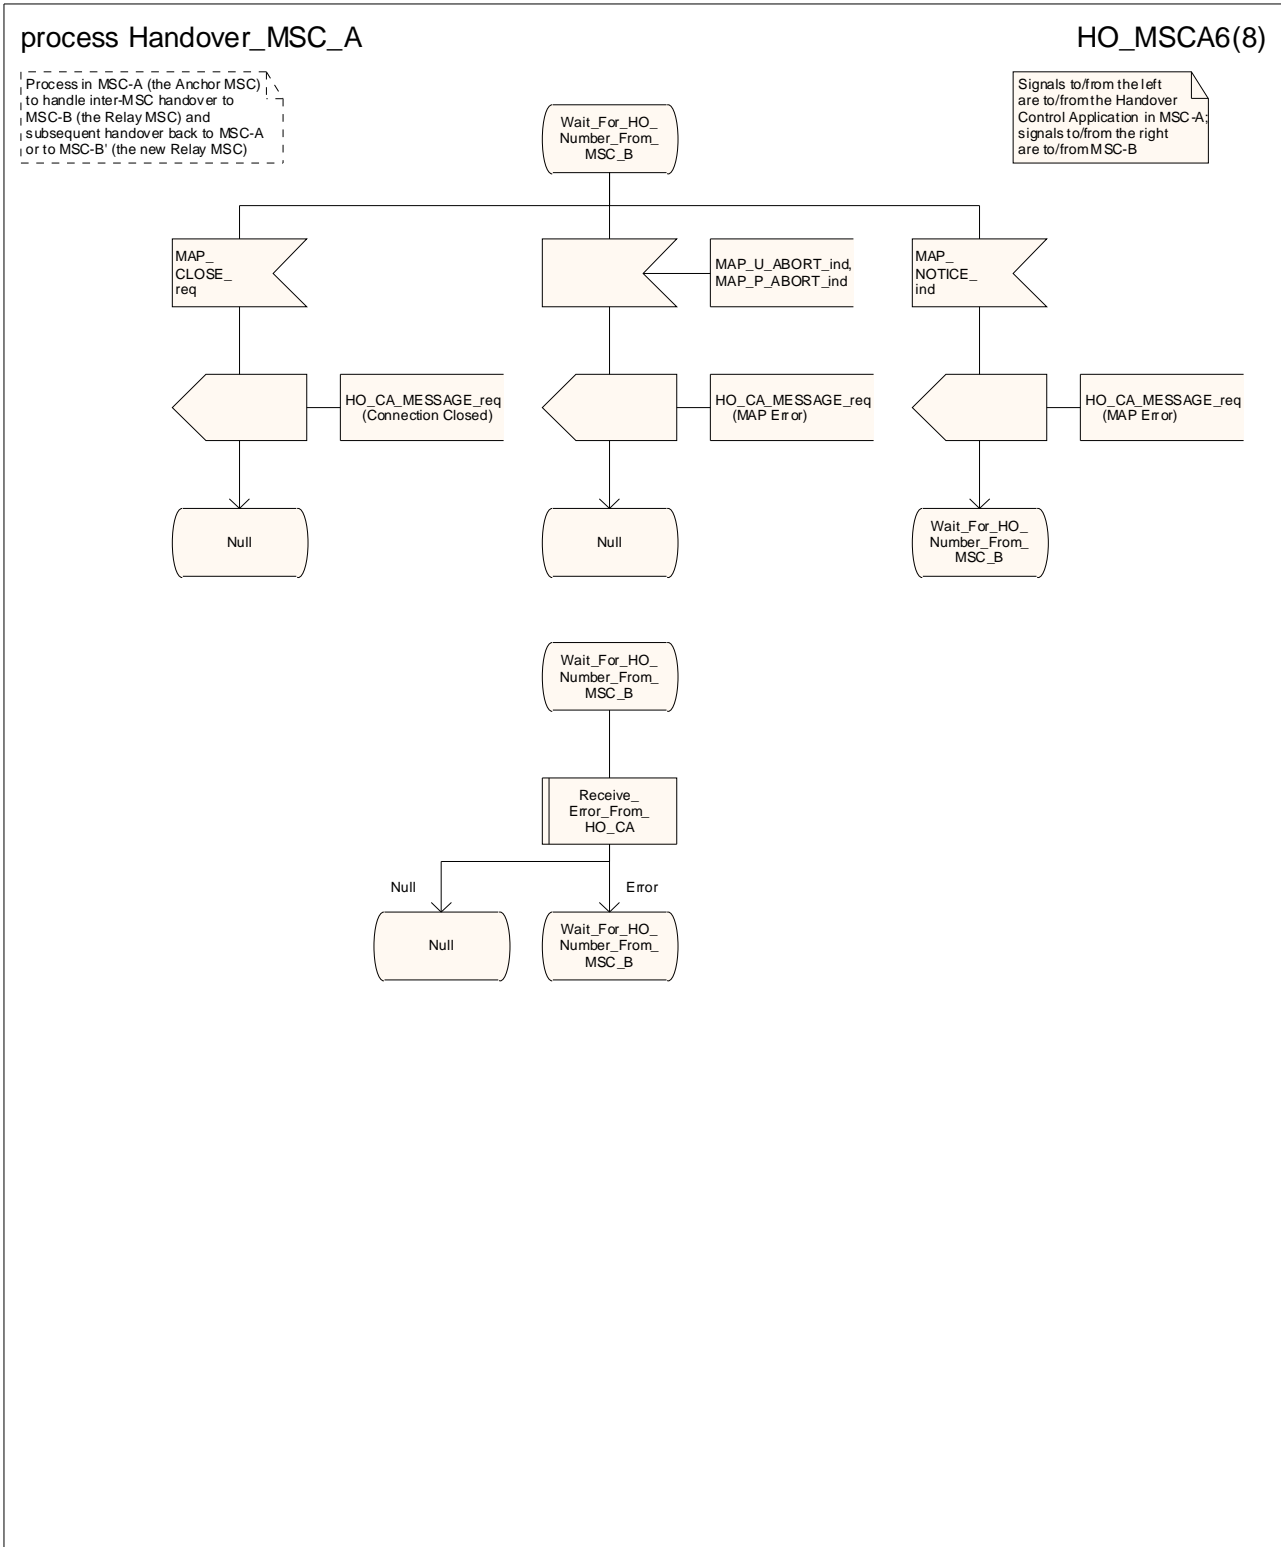 process Handover_MSC_A
HO_MSCA6(8)
Process in MSC-A (the Anchor MSC)
to handle inter-MSC handover to
MSC-B (the Relay MSC) and
subsequent handover back to MSC-A
or to MSC-B' (the new Relay MSC)
Signals to/from the left
are to/from the Handover
Control Application in MSC-A;
signals to/from the right
are to/from MSC-B
Wait_For_HO_
Number_From_
MSC_B
MAP_
CLOSE_
req
MAP_U_ABORT_ind,
MAP_P_ABORT_ind
MAP_
NOTICE_
ind
HO_CA_MESSAGE_req
(Connection Closed)
HO_CA_MESSAGE_req
(MAP Error)
HO_CA_MESSAGE_req
(MAP Error)
Null
Null
Wait_For_HO_
Number_From_
MSC_B
Wait_For_HO_
Number_From_
MSC_B
Receive_
Error_From_
HO_CA
Null
Error
Null
Wait_For_HO_
Number_From_
MSC_B